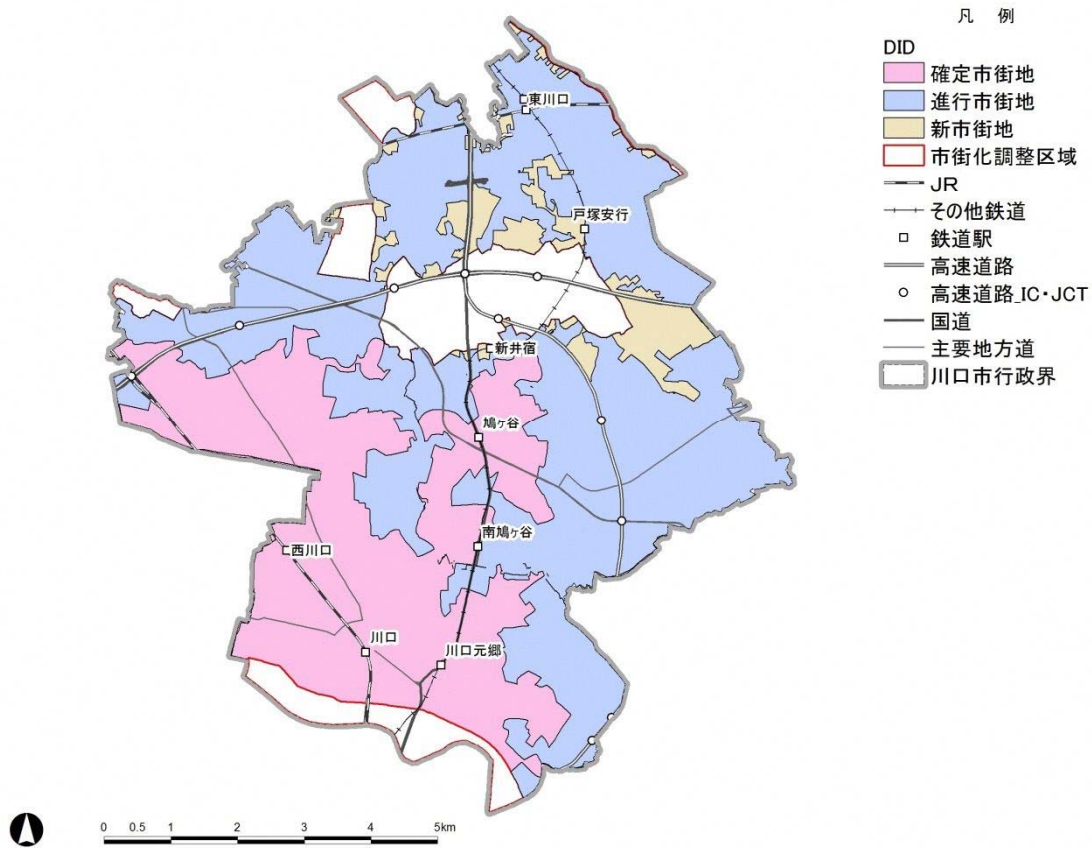 凡 例
DID
確定市街地
進行市街地
新市街地
市街化調整区域
JR
その他鉄道
鉄道駅
高速道路
高速道路_IC・JCT
国道
主要地方道
川口市行政界
東川口
戸塚安行
新井宿
鳩ヶ谷
南鳩ヶ谷
西川口
川口
川口元郷
0 0.5 1 2 3 4 5km